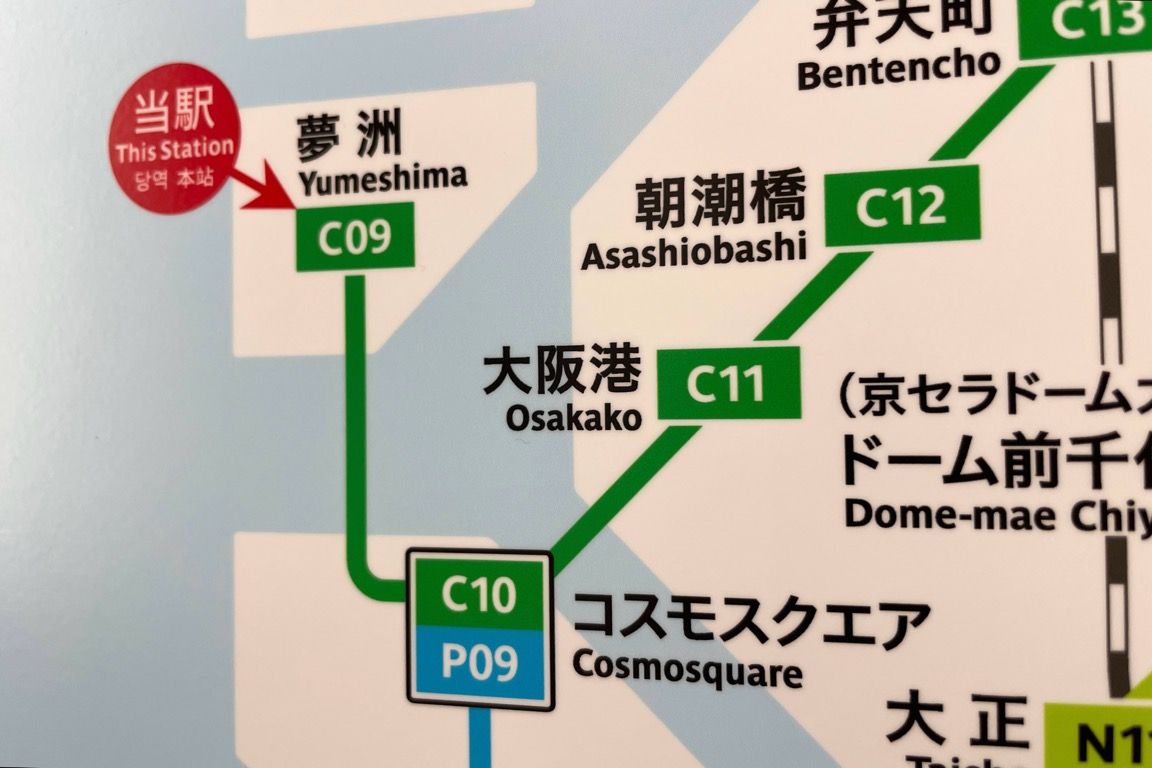 弁天町
Bentencho
C13
当駅
This Station
당역 本站
夢洲
Yumeshima
C09
朝潮橋
Asashiobashi
C12
大阪港
Osakako
C11
(京セラドーム
ドーム前千
Dome-mae Chiy
C10
P09
コスモスクエア
Cosmosquare
大正
N1